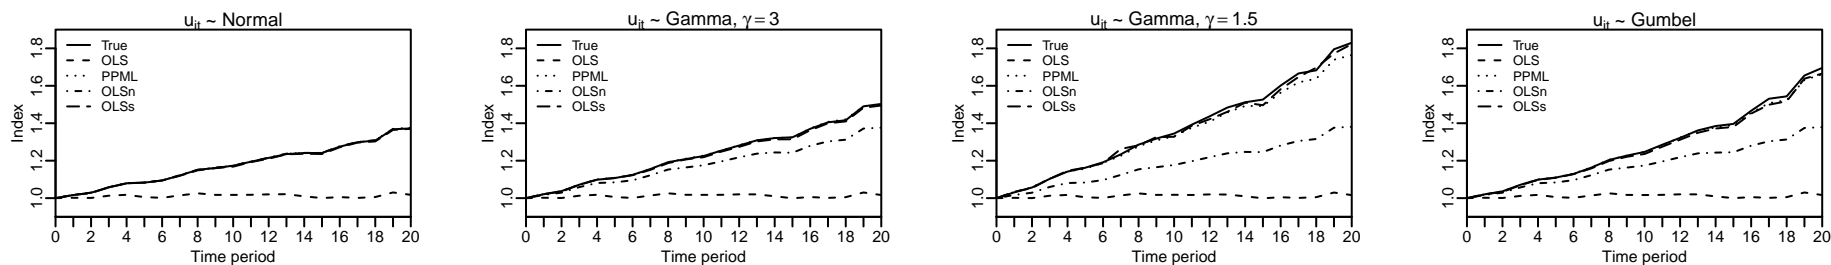 u_it ~ Normal
Index
1.0 1.2 1.4 1.6 1.8
True
OLS
PPML
OLSn
OLSs
0 2 4 6 8 10 12 14 16 18 20
Time period
u_it ~ Gamma, γ = 3
Index
1.0 1.2 1.4 1.6 1.8
True
OLS
PPML
OLSn
OLSs
0 2 4 6 8 10 12 14 16 18 20
Time period
u_it ~ Gamma, γ = 1.5
Index
1.0 1.2 1.4 1.6 1.8
True
OLS
PPML
OLSn
OLSs
0 2 4 6 8 10 12 14 16 18 20
Time period
u_it ~ Gumbel
Index
1.0 1.2 1.4 1.6 1.8
True
OLS
PPML
OLSn
OLSs
0 2 4 6 8 10 12 14 16 18 20
Time period